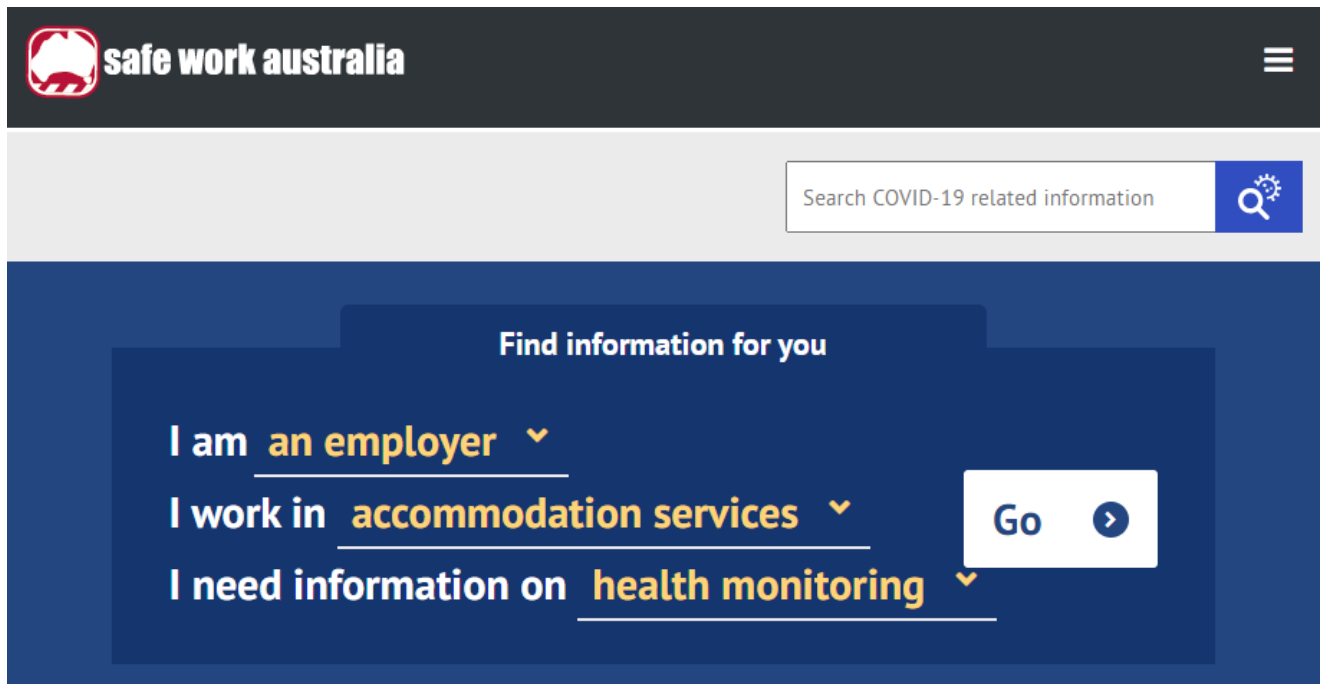 safe work australia
Search COVID-19 related information
Find information for you
I am an employer
I work in accommodation services
Go
I need information on health monitoring